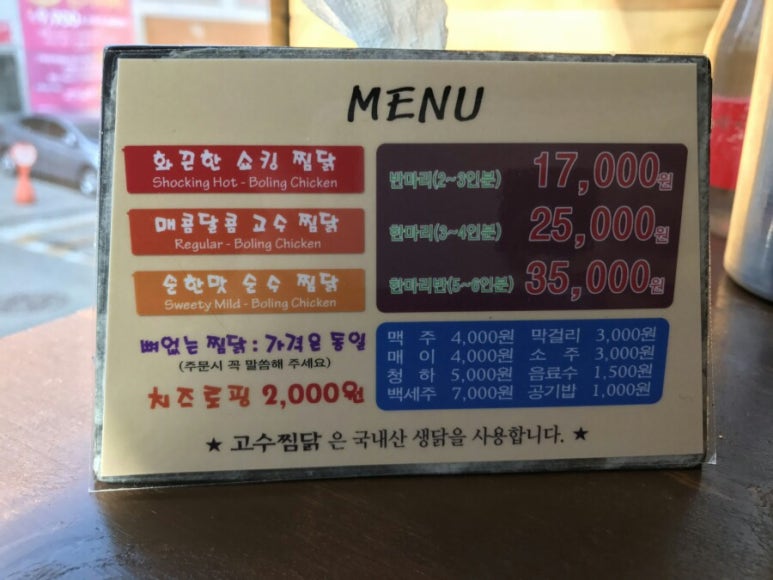 MENU
화끈한 쇼킹 찜닭
Shocking Hot - Boling Chicken
매콤달콤 고수 찜닭
Regular - Boling Chicken
순한맛 순수 찜닭
Sweety Mild - Boling Chicken
뼈없는 찜닭 : 가격은 동일
(주문시 꼭 말씀해 주세요)
치즈토핑 2,000원
반마리(2~3인분) 17,000원
한마리(3~4인분) 25,000원
한마리반(5~6인분) 35,000원
맥 주 4,000원 막걸리 3,000원
매 이 4,000원 소 주 3,000원
청 하 5,000원 음료수 1,500원
백세주 7,000원 공기밥 1,000원
★ 고수찜닭 은 국내산 생닭을 사용합니다. ★